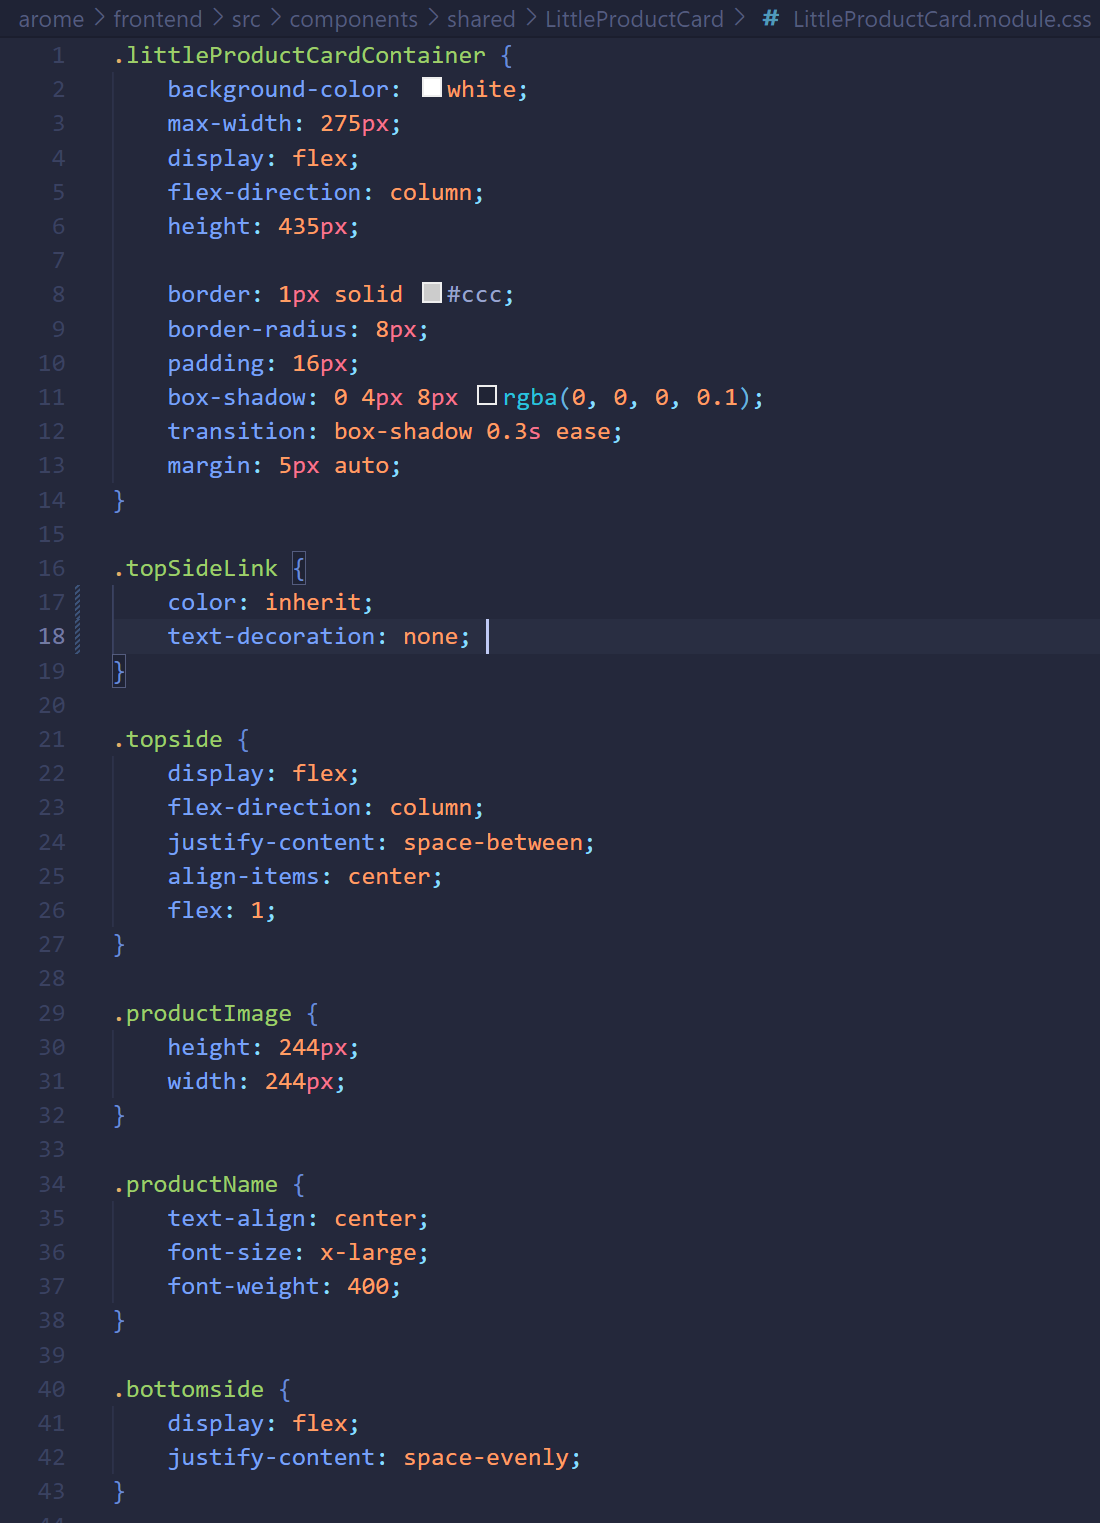 arome > frontend > src > components > shared > LittleProductCard > # LittleProductCard.module.css
1 .littleProductCardContainer {
2 background-color: white;
3 max-width: 275px;
4 display: flex;
5 flex-direction: column;
6 height: 435px;
7
8 border: 1px solid #ccc;
9 border-radius: 8px;
10 padding: 16px;
11 box-shadow: 0 4px 8px rgba(0, 0, 0, 0.1);
12 transition: box-shadow 0.3s ease;
13 margin: 5px auto;
14 }
15
16 .topSideLink {
17 color: inherit;
18 text-decoration: none;
19 }
20
21 .topside {
22 display: flex;
23 flex-direction: column;
24 justify-content: space-between;
25 align-items: center;
26 flex: 1;
27 }
28
29 .productImage {
30 height: 244px;
31 width: 244px;
32 }
33
34 .productName {
35 text-align: center;
36 font-size: x-large;
37 font-weight: 400;
38 }
39
40 .bottomside {
41 display: flex;
42 justify-content: space-evenly;
43 }
44